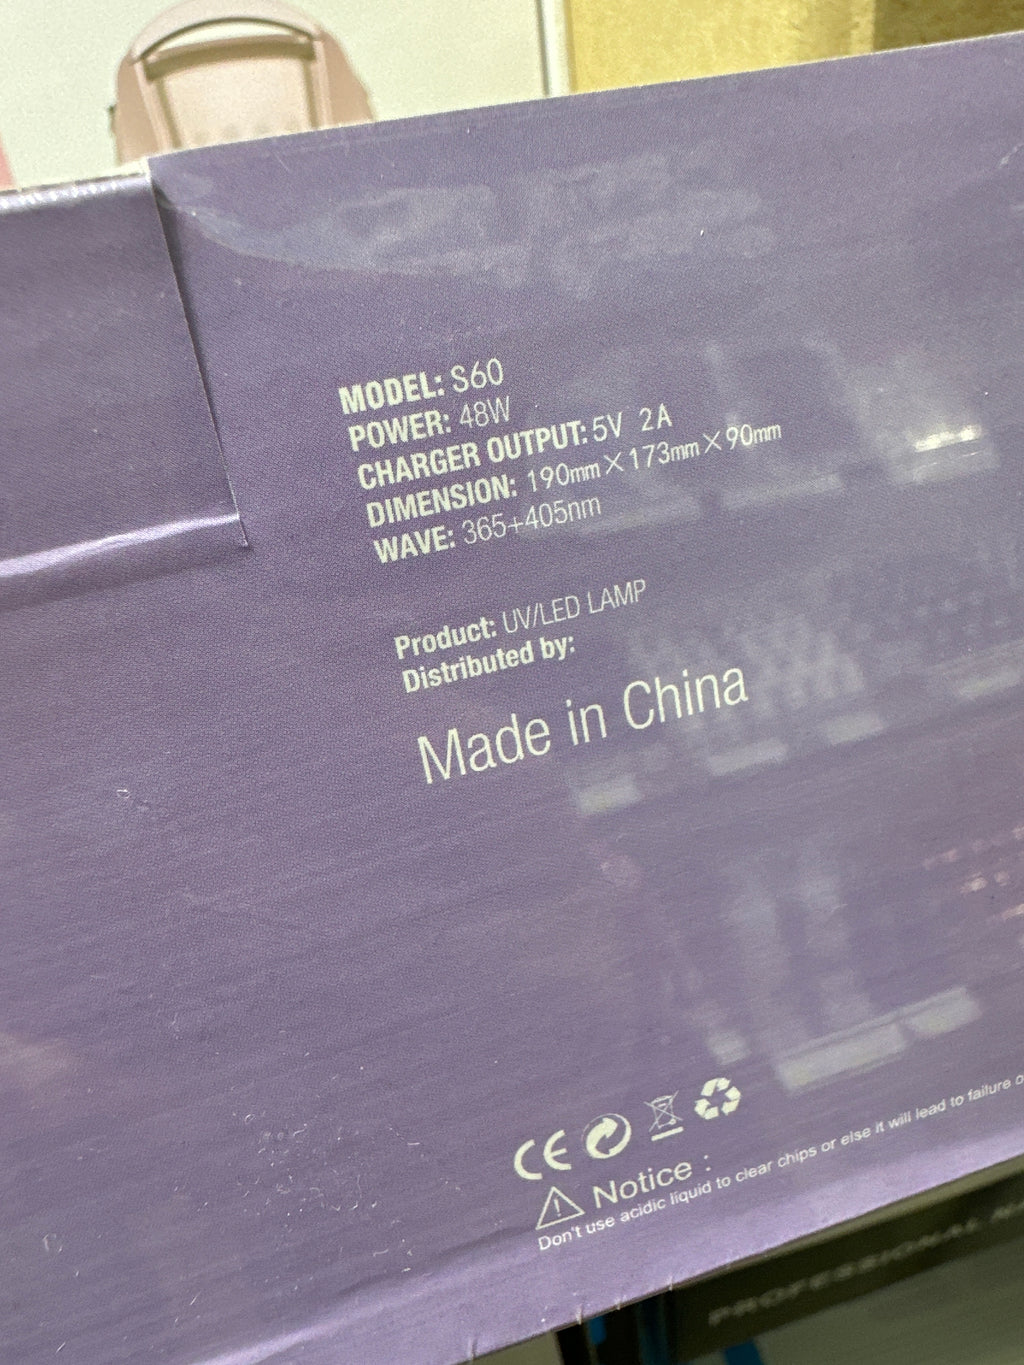 MODEL: S60
POWER: 48W
CHARGER OUTPUT: 5V 2A
DIMENSION: 190mm×173mm×90mm
WAVE: 365+405nm
Product: UV/LED LAMP
Distributed by:
Made in China
CE
Notice :
Don't use acidic liquid to clear chips or else it will lead to failure
PROFESSIONAL